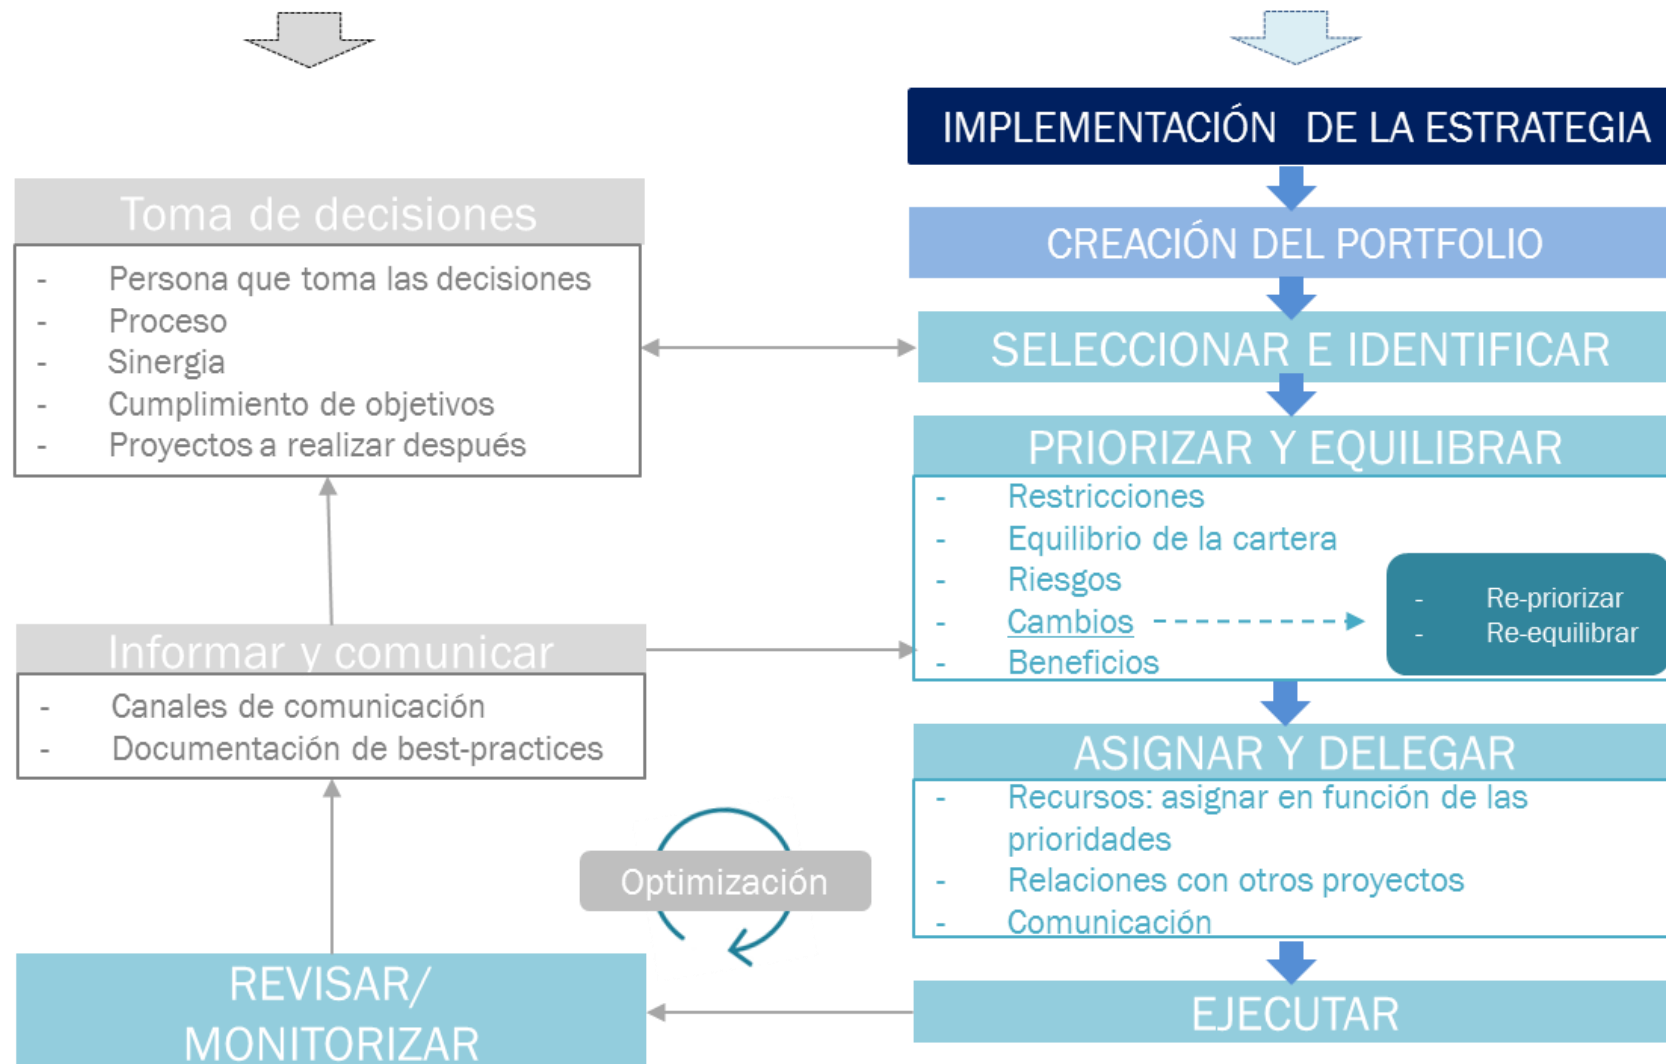 IMPLEMENTACIÓN DE LA ESTRATEGIA
CREACIÓN DEL PORTFOLIO
SELECCIONAR E IDENTIFICAR
PRIORIZAR Y EQUILIBRAR
- Restricciones
- Equilibrio de la cartera
- Riesgos
- Cambios
- Beneficios
- Re-priorizar
- Re-equilibrar
ASIGNAR Y DELEGAR
- Recursos: asignar en función de las
prioridades
- Relaciones con otros proyectos
- Comunicación
EJECUTAR
Toma de decisiones
- Persona que toma las decisiones
- Proceso
- Sinergia
- Cumplimiento de objetivos
- Proyectos a realizar después
Informar y comunicar
- Canales de comunicación
- Documentación de best-practices
Optimización
REVISAR/
MONITORIZAR